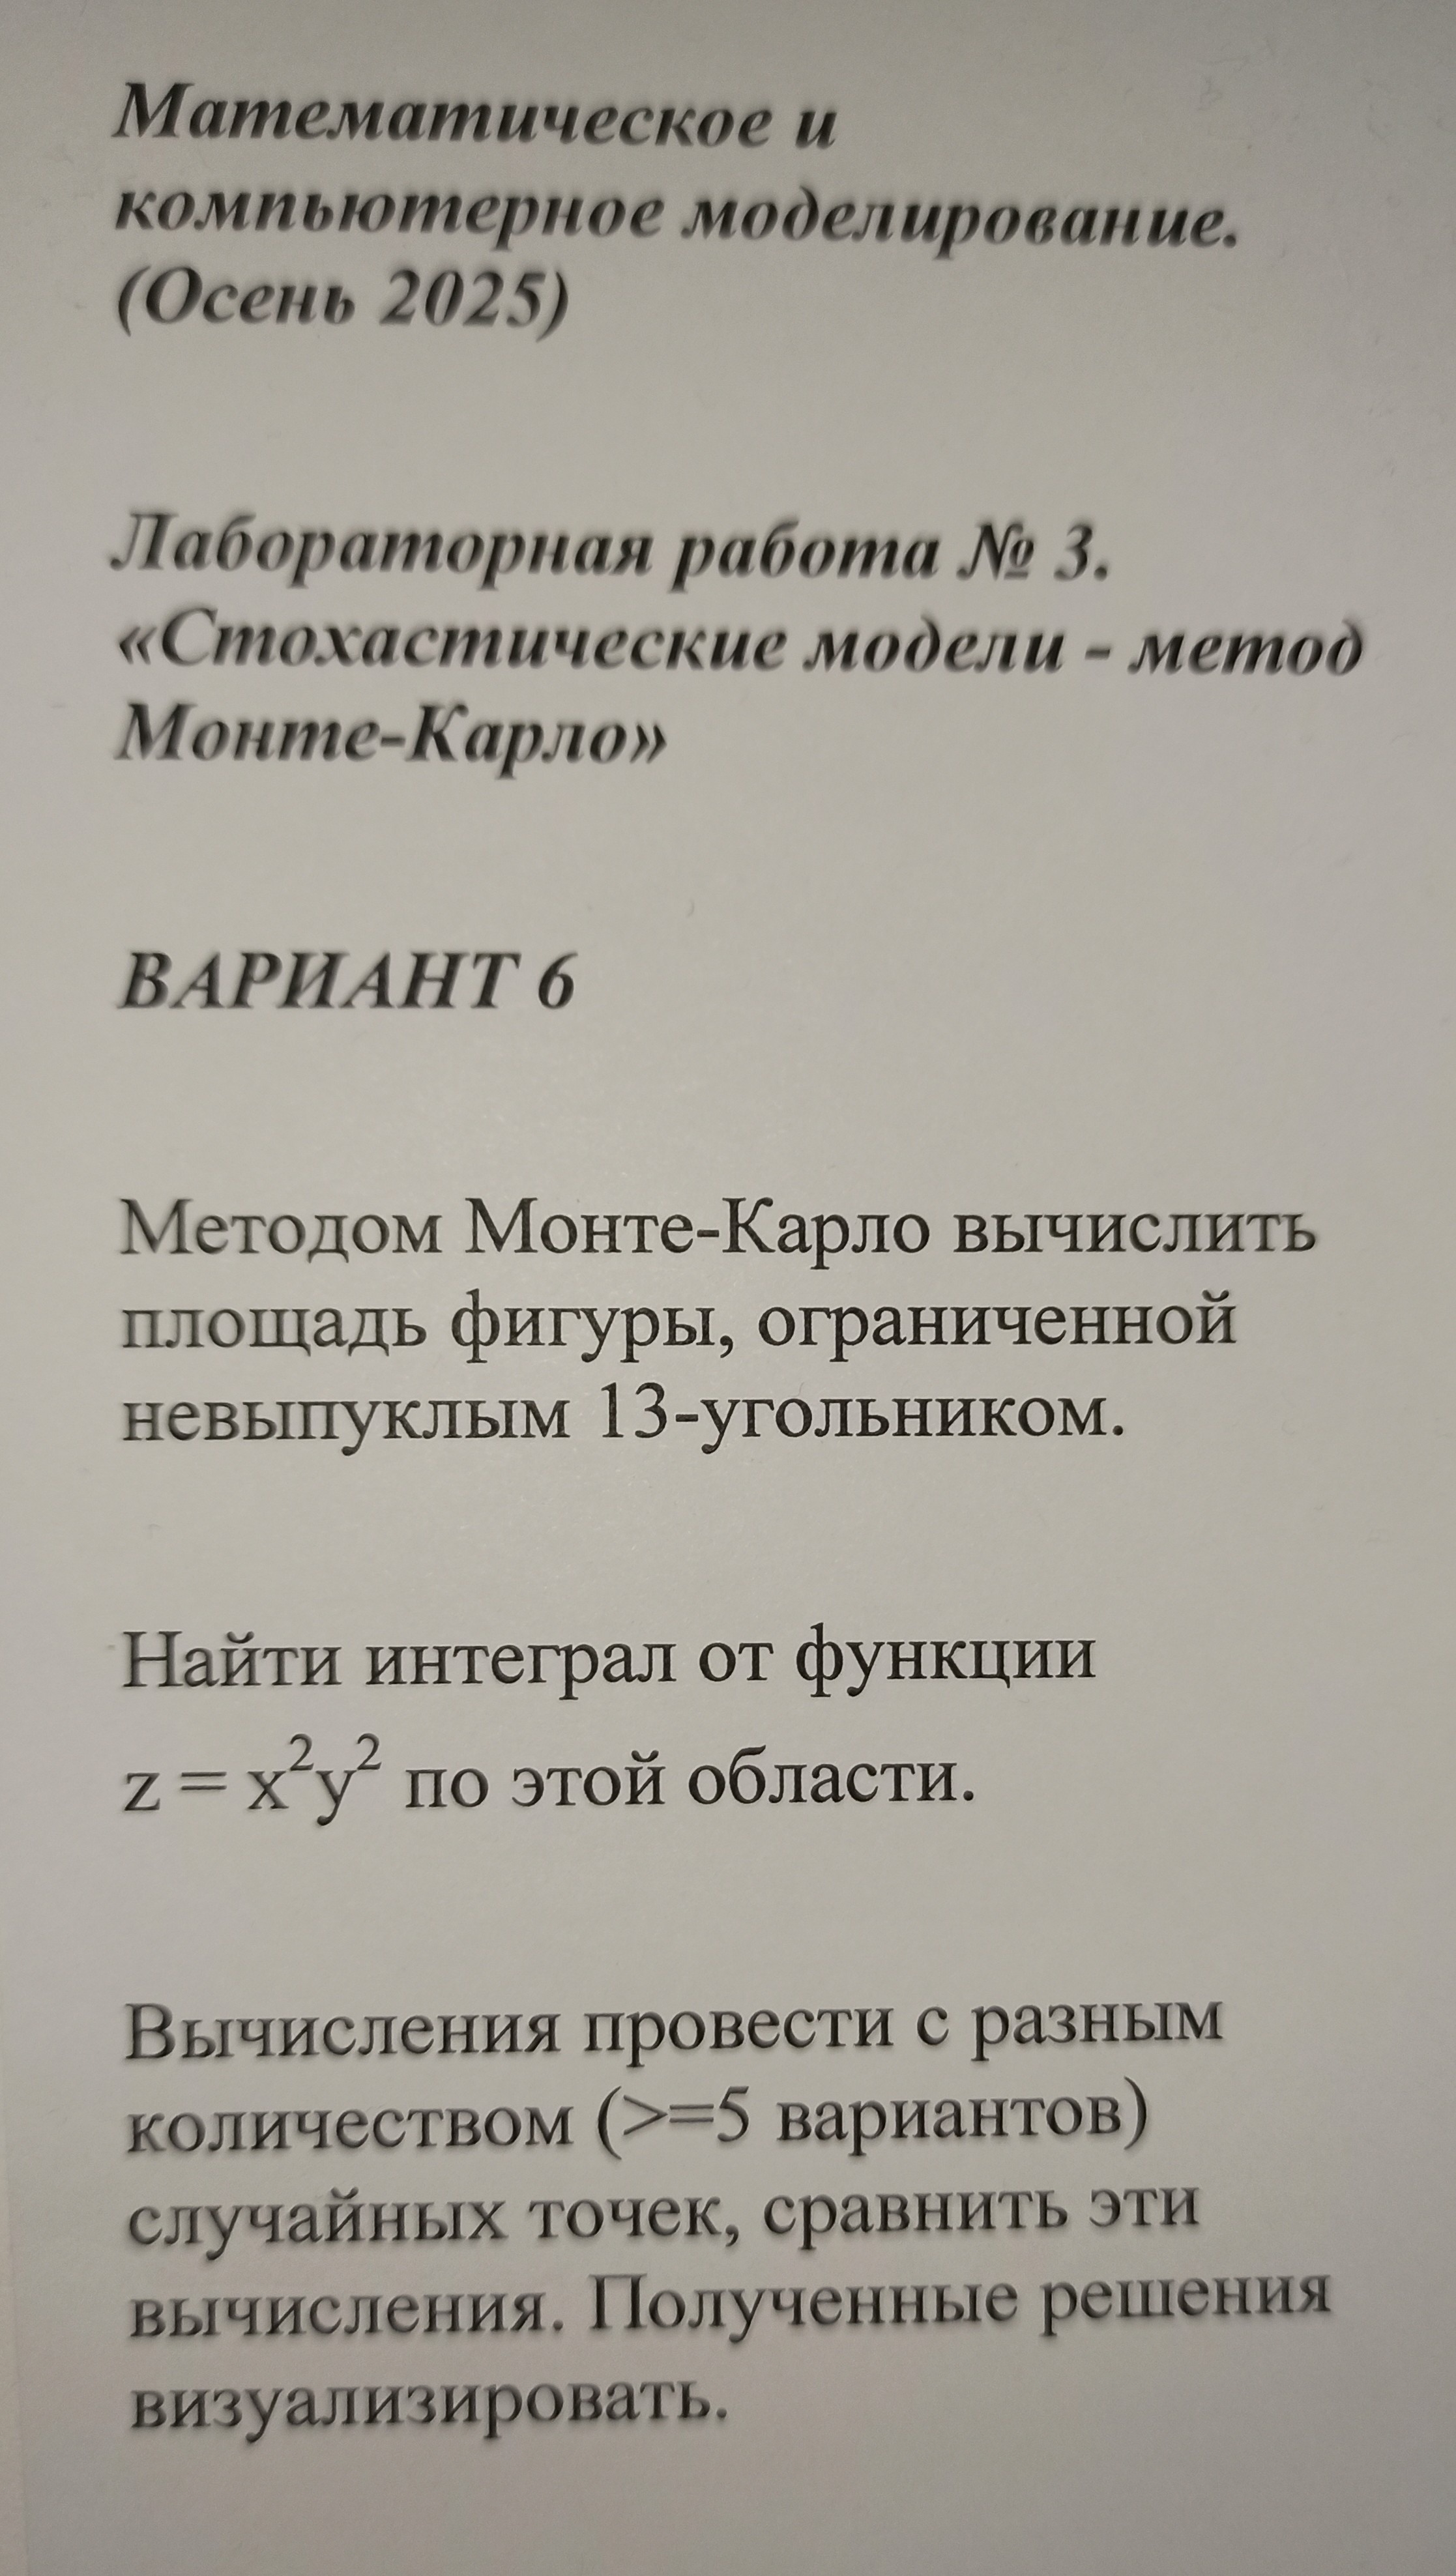 Математическое и
компьютерное моделирование.
(Осень 2025)
Лабораторная работа № 3.
«Стохастические модели - метод
Монте-Карло»
ВАРИАНТ 6
Методом Монте-Карло вычислить
площадь фигуры, ограниченной
невыпуклым 13-угольником.
Найти интеграл от функции
z = x²y² по этой области.
Вычисления провести с разным
количеством (>=5 вариантов)
случайных точек, сравнить эти
вычисления. Полученные решения
визуализировать.